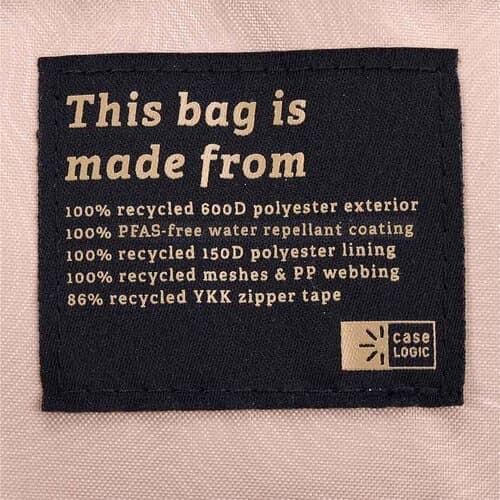 This bag is
made from
100% recycled 600D polyester exterior
100% PFAS-free water repellant coating
100% recycled 150D polyester lining
100% recycled meshes & PP webbing
86% recycled YKK zipper tape
case
LOGIC